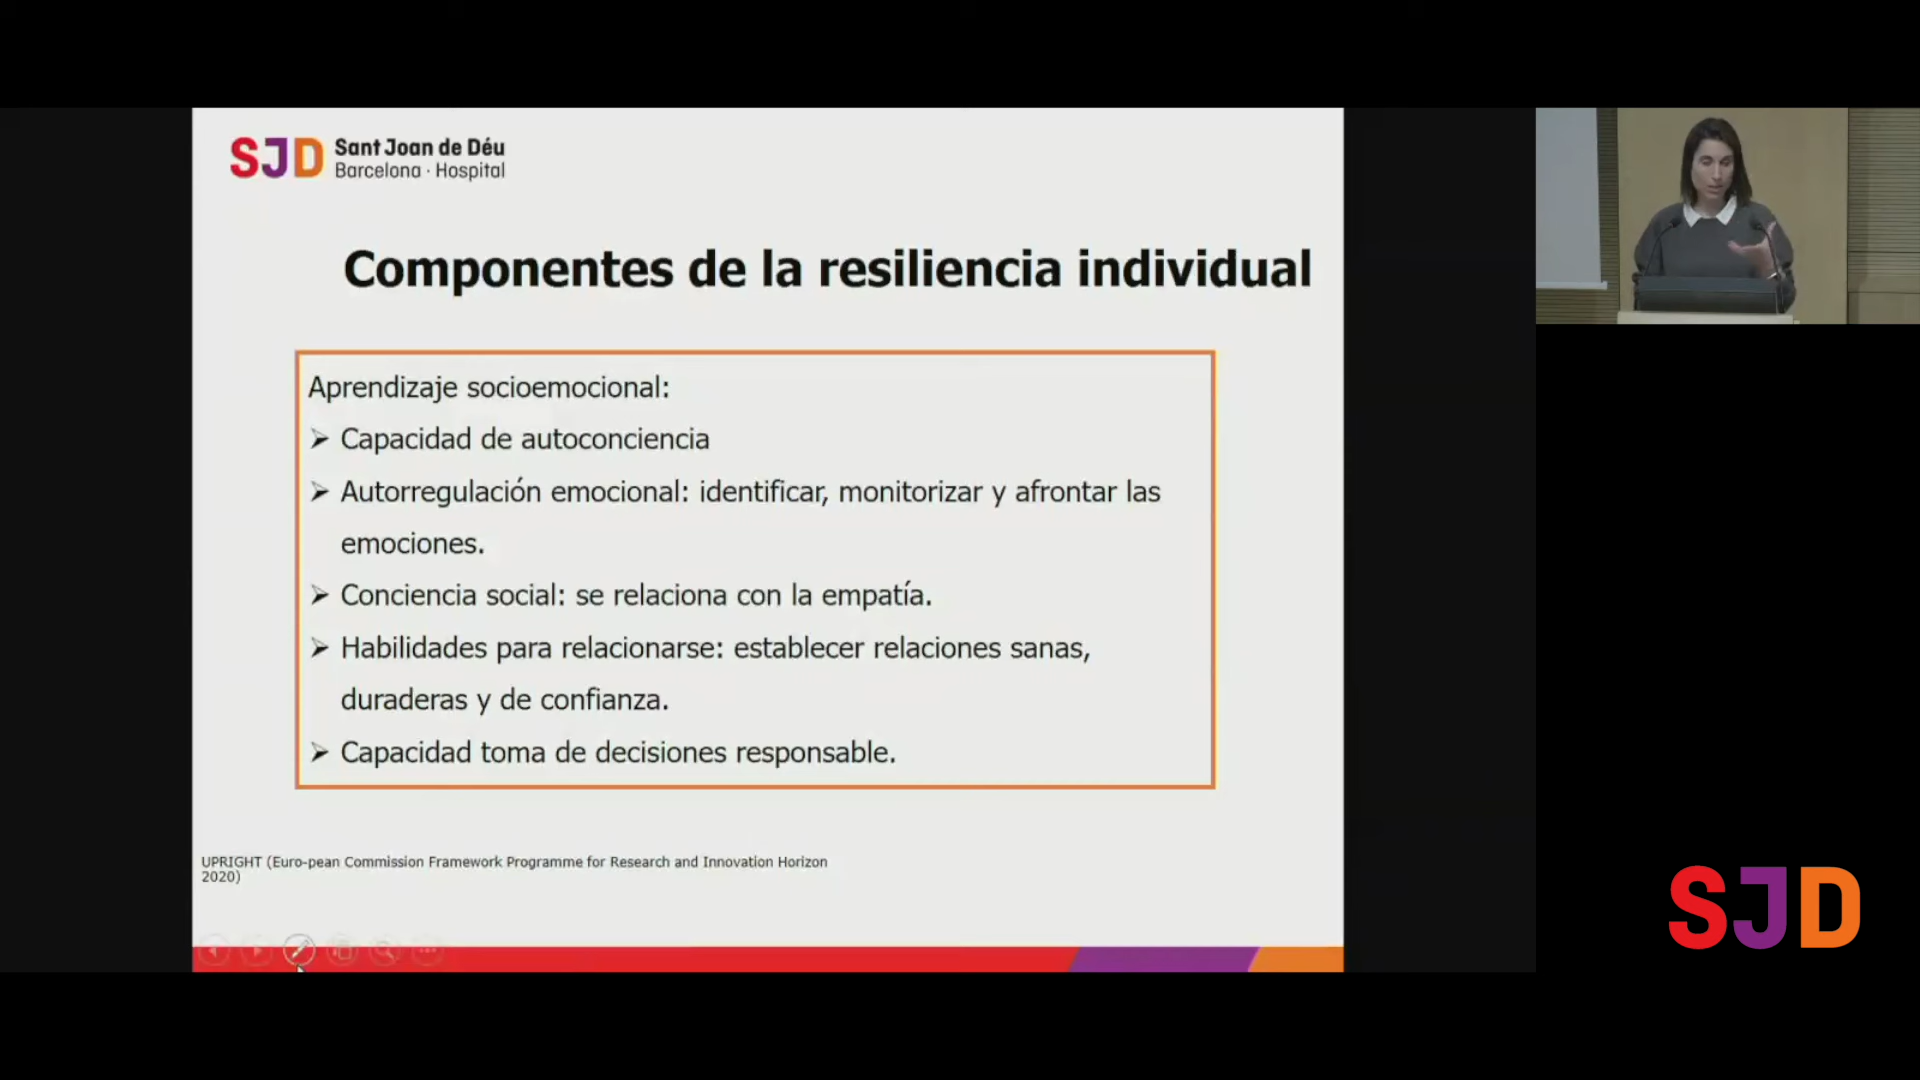 SJD Sant Joan de Déu
Barcelona · Hospital
Componentes de la resiliencia individual
Aprendizaje socioemocional:
➤ Capacidad de autoconciencia
➤ Autorregulación emocional: identificar, monitorizar y afrontar las
emociones.
➤ Conciencia social: se relaciona con la empatía.
➤ Habilidades para relacionarse: establecer relaciones sanas,
duraderas y de confianza.
➤ Capacidad toma de decisiones responsable.
UPRIGHT (Euro-pean Commission Framework Programme for Research and Innovation Horizon
2020)
SJD